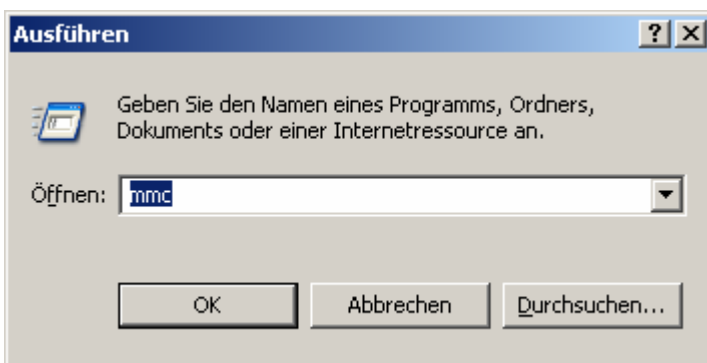 Ausführen
Geben Sie den Namen eines Programms, Ordners,
Dokuments oder einer Internetressource an.
Öffnen: mmc
OK Abbrechen Durchsuchen...